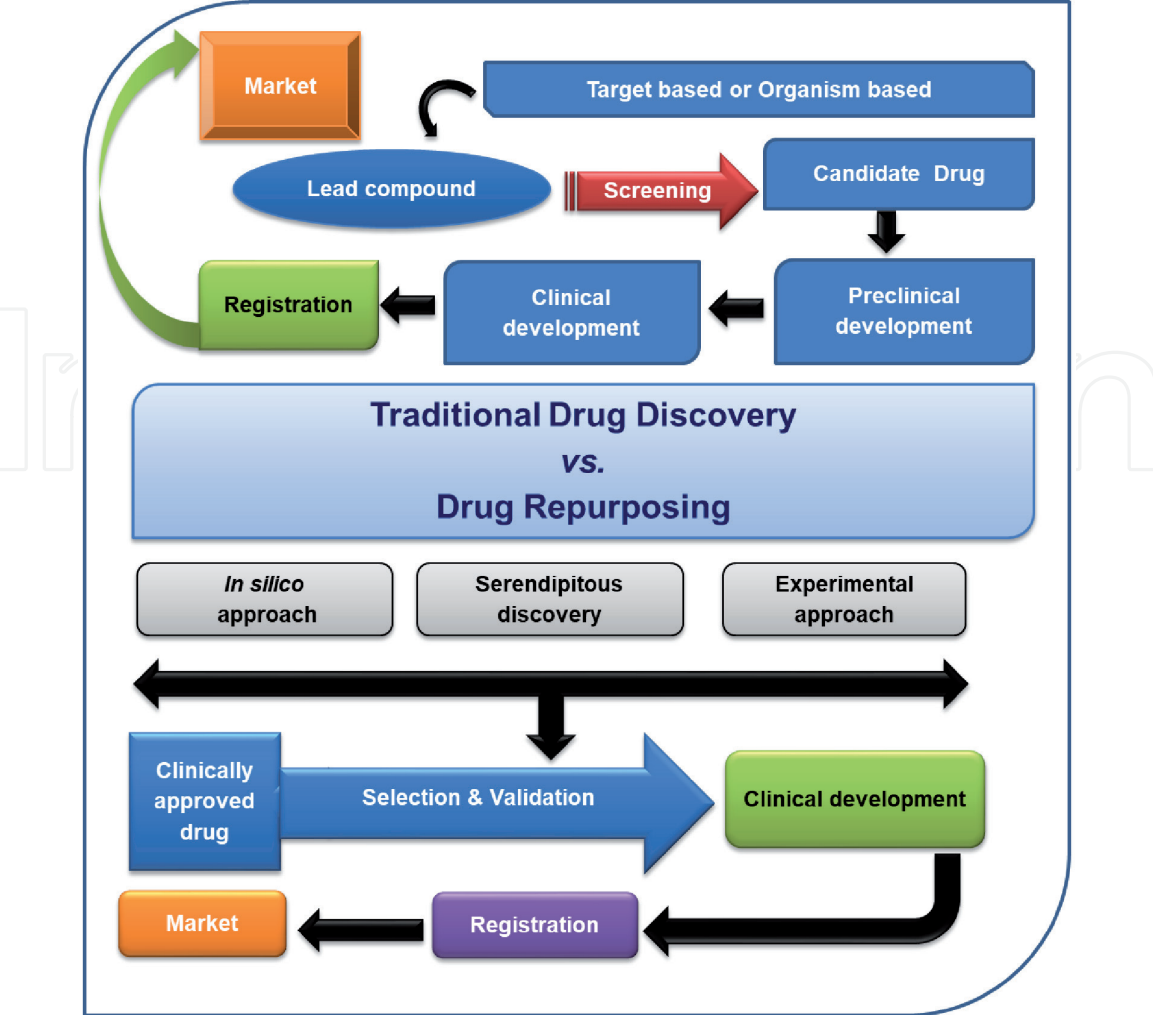 Market
Target based or Organism based
Lead compound
Screening
Candidate Drug
Registration
Clinical
development
Preclinical
development
Traditional Drug Discovery
vs.
Drug Repurposing
In silico
approach
Serendipitous
discovery
Experimental
approach
Clinically
approved
drug
Selection & Validation
Clinical development
Market
Registration